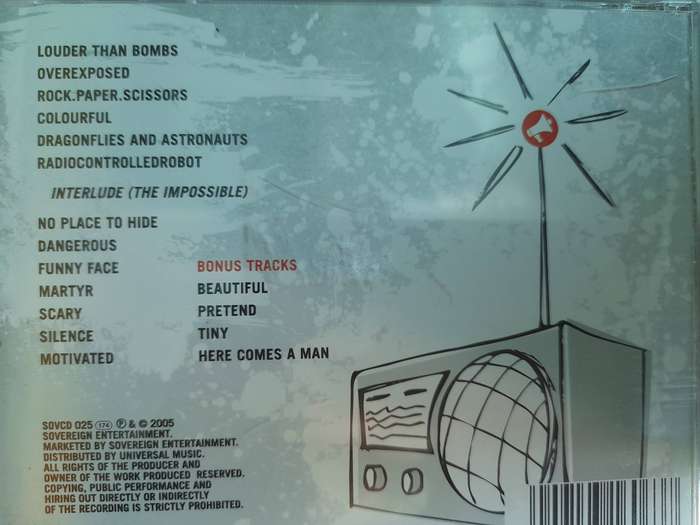 LOUDER THAN BOMBS
OVEREXPOSED
ROCK.PAPER.SCISSORS
COLOURFUL
DRAGONFLIES AND ASTRONAUTS
RADIOCONTROLLEDROBOT
INTERLUDE (THE IMPOSSIBLE)
NO PLACE TO HIDE
DANGEROUS
FUNNY FACE
MARTYR
SCARY
SILENCE
MOTIVATED
BONUS TRACKS
BEAUTIFUL
PRETEND
TINY
HERE COMES A MAN
SOVCD 025 174 ℗ & © 2005
SOVEREIGN ENTERTAINMENT.
MARKETED BY SOVEREIGN ENTERTAINMENT.
DISTRIBUTED BY UNIVERSAL MUSIC.
ALL RIGHTS OF THE PRODUCER AND
OWNER OF THE WORK PRODUCED RESERVED.
COPYING, PUBLIC PERFORMANCE AND
HIRING OUT DIRECTLY OR INDIRECTLY
OF THE RECORDING IS STRICTLY PROHIBITED.